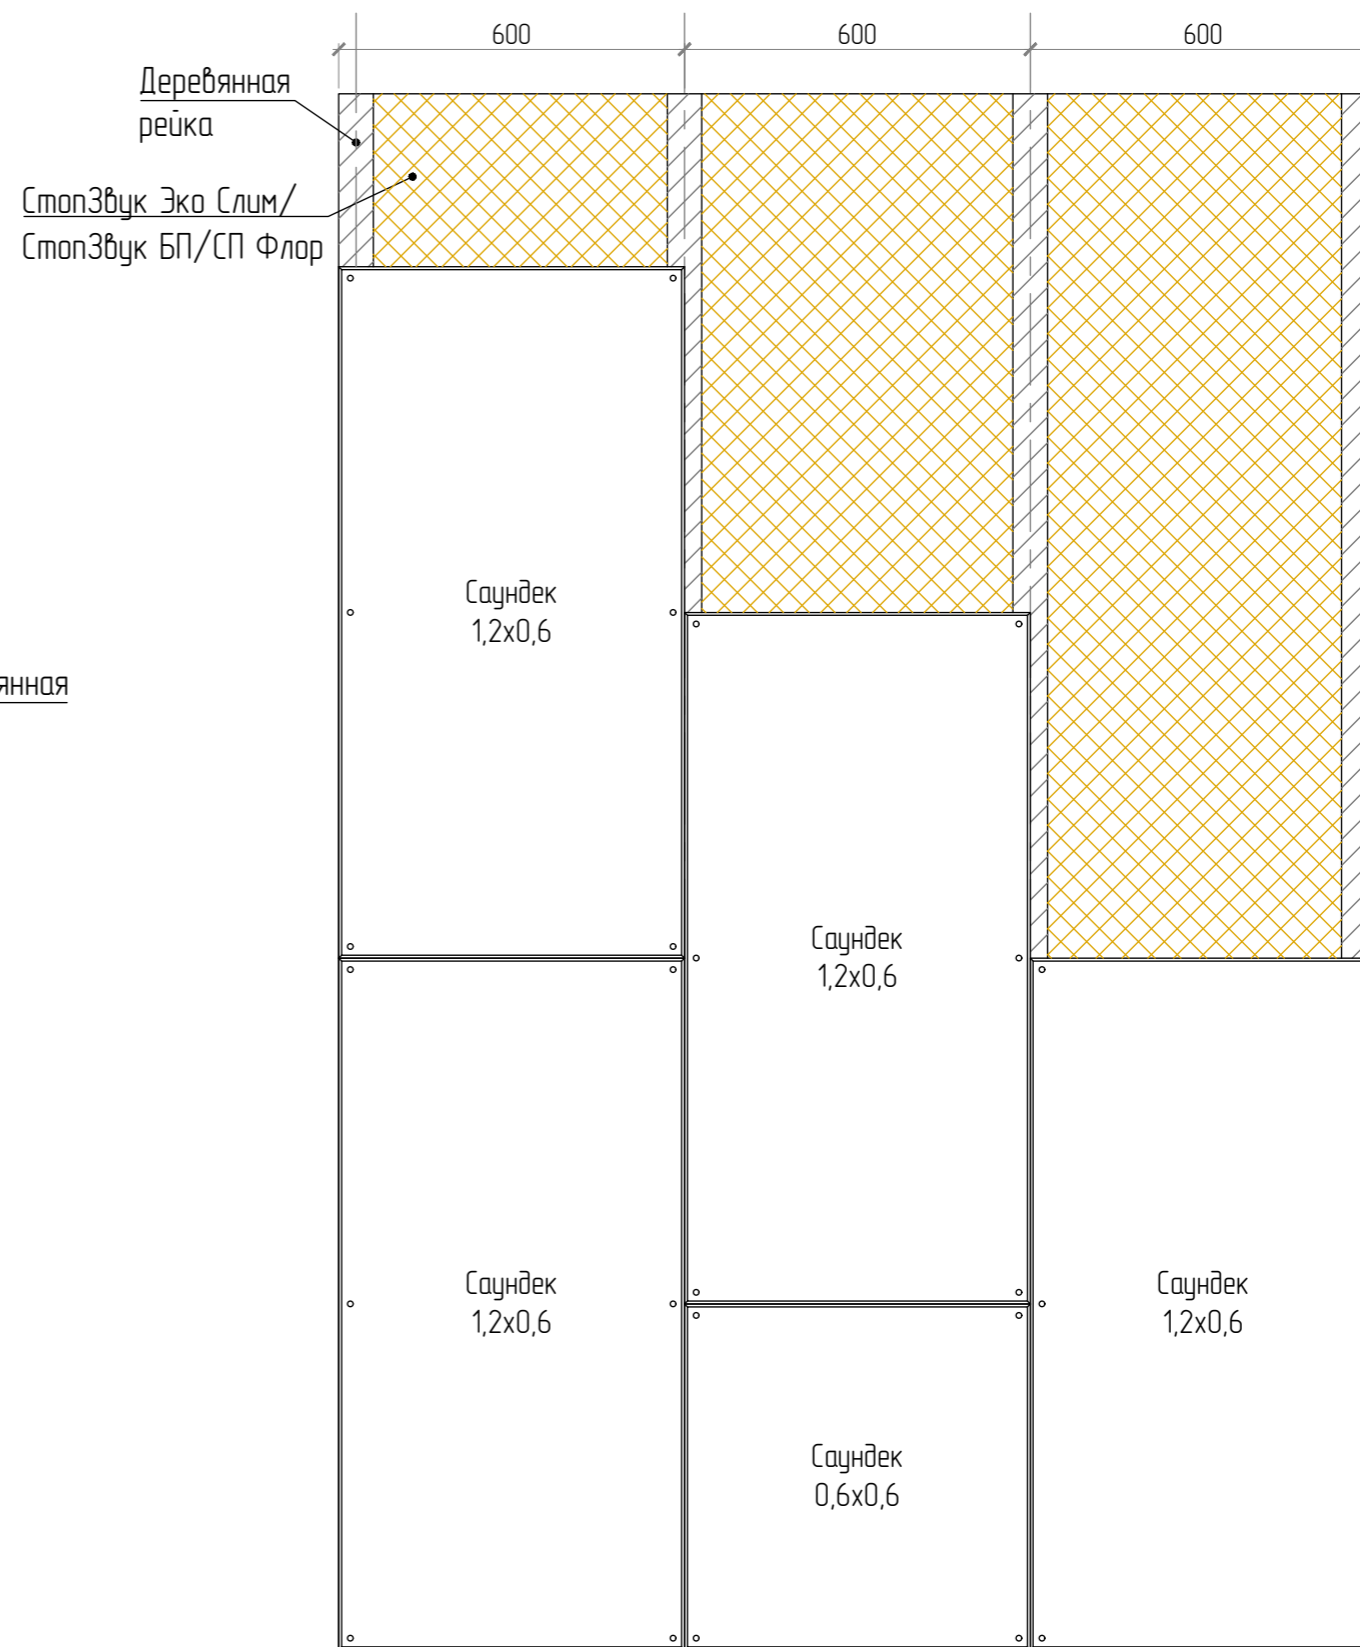 600 600 600
Деревянная
рейка
СтопЗвук Эко Слим/
СтопЗвук БП/СП Флор
Саундек
1,2х0,6
янная
Саундек
1,2х0,6
Саундек
1,2х0,6
Саундек
1,2х0,6
Саундек
0,6х0,6